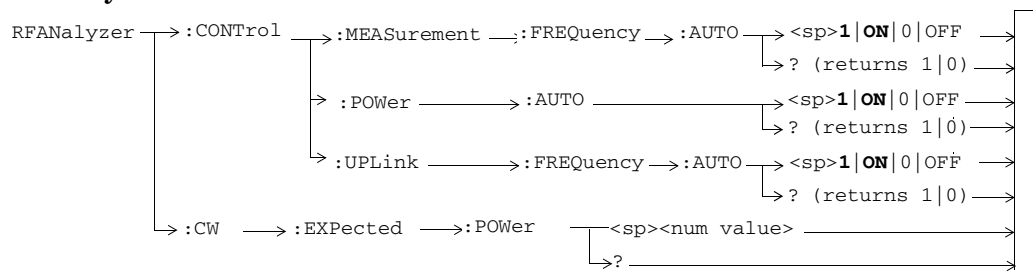 RFANalyzer :CONTrol :MEASurement :FREQuency :AUTO <sp>1|ON|0|OFF
? (returns 1|0)
:POWer :AUTO <sp>1|ON|0|OFF
? (returns 1|0)
:UPLink :FREQuency :AUTO <sp>1|ON|0|OFF
? (returns 1|0)
:CW :EXPected :POWer <sp><num value>
?